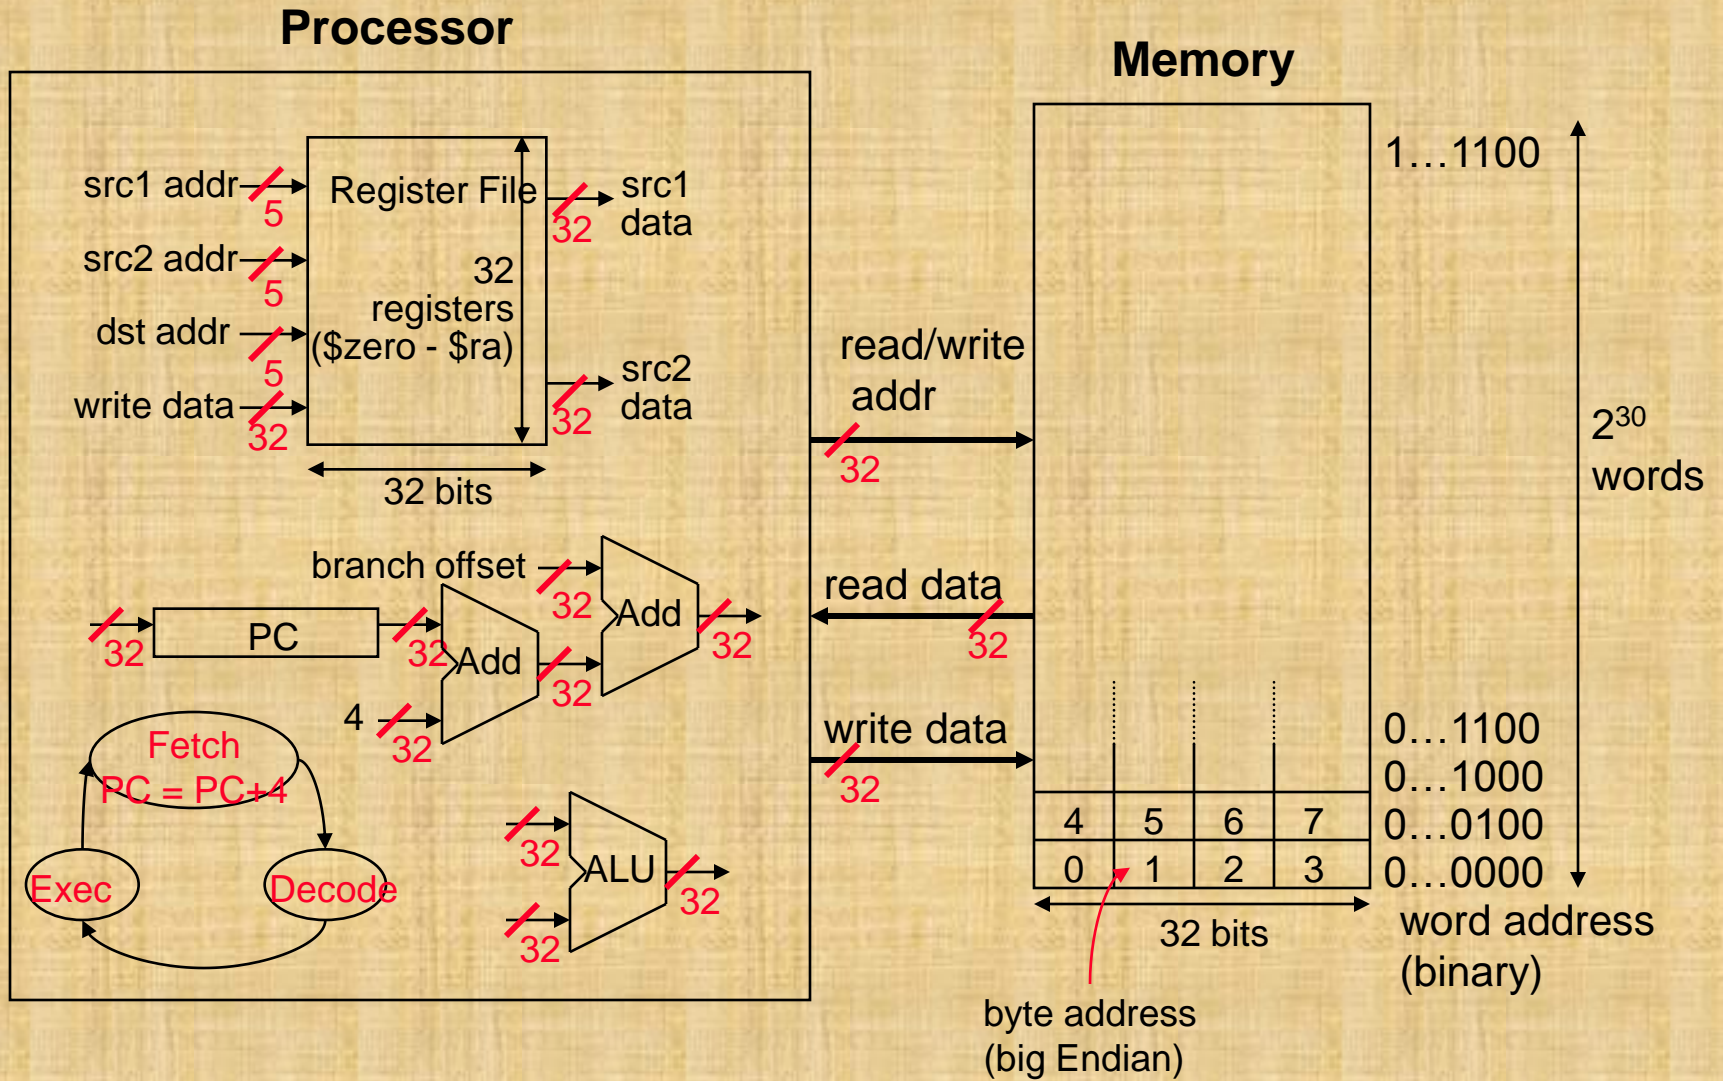 Processor
Memory
src1 addr
5
src2 addr
5
dst addr
5
write data
32
Register File
32
registers
($zero - $ra)
32 bits
32
src1
data
32
src2
data
branch offset
32
Add
32
32
PC
32
Add
32
4
32
Fetch
PC = PC+4
Exec
Decode
32
ALU
32
32
read/write
addr
32
read data
32
write data
32
1…1100
2³⁰
words
0…1100
0…1000
4 5 6 7 0…0100
0 1 2 3 0…0000
32 bits
word address
(binary)
byte address
(big Endian)